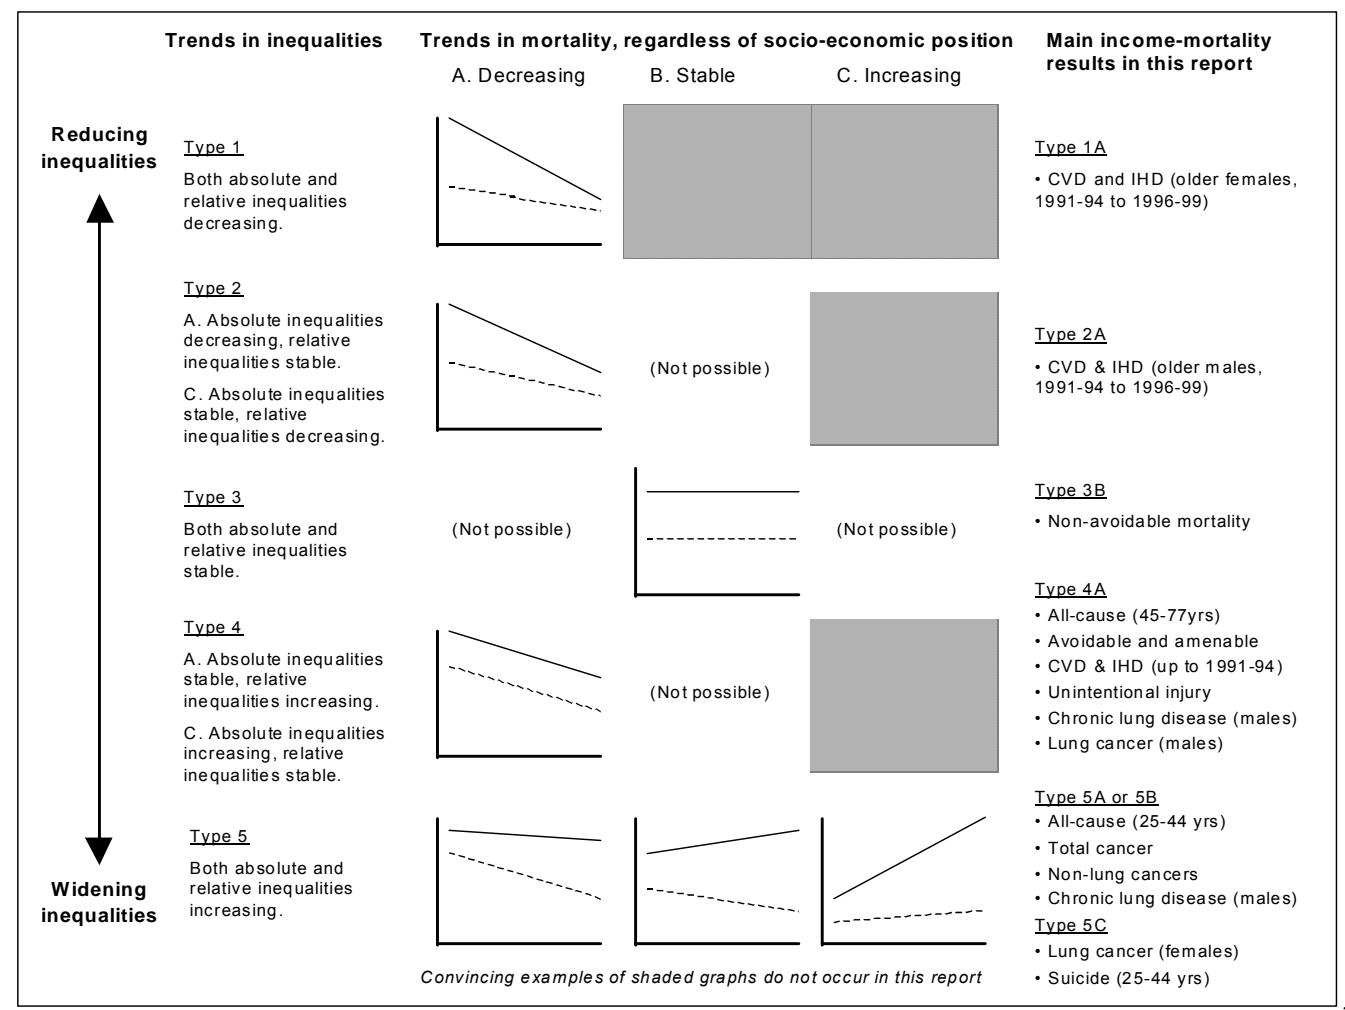 Trends in inequalities
Trends in mortality, regardless of socio-economic position
Main income-mortality
results in this report
A. Decreasing
B. Stable
C. Increasing
Reducing
inequalities
Type 1
Both absolute and
relative inequalities
decreasing.
Type 1A
• CVD and IHD (older females,
1991-94 to 1996-99)
Type 2
A. Absolute inequalities
decreasing, relative
inequalities stable.
C. Absolute inequalities
stable, relative
inequalities decreasing.
(Not possible)
Type 2A
• CVD & IHD (older males,
1991-94 to 1996-99)
Type 3
Both absolute and
relative inequalities
stable.
(Not possible)
(Not possible)
Type 3B
• Non-avoidable mortality
Type 4
A. Absolute inequalities
stable, relative
inequalities increasing.
C. Absolute inequalities
increasing, relative
inequalities stable.
(Not possible)
Type 4A
• All-cause (45-77yrs)
• Avoidable and amenable
• CVD & IHD (up to 1991-94)
• Unintentional injury
• Chronic lung disease (males)
• Lung cancer (males)
Widening
inequalities
Type 5
Both absolute and
relative inequalities
increasing.
Type 5A or 5B
• All-cause (25-44 yrs)
• Total cancer
• Non-lung cancers
• Chronic lung disease (males)
Type 5C
• Lung cancer (females)
• Suicide (25-44 yrs)
Convincing examples of shaded graphs do not occur in this report